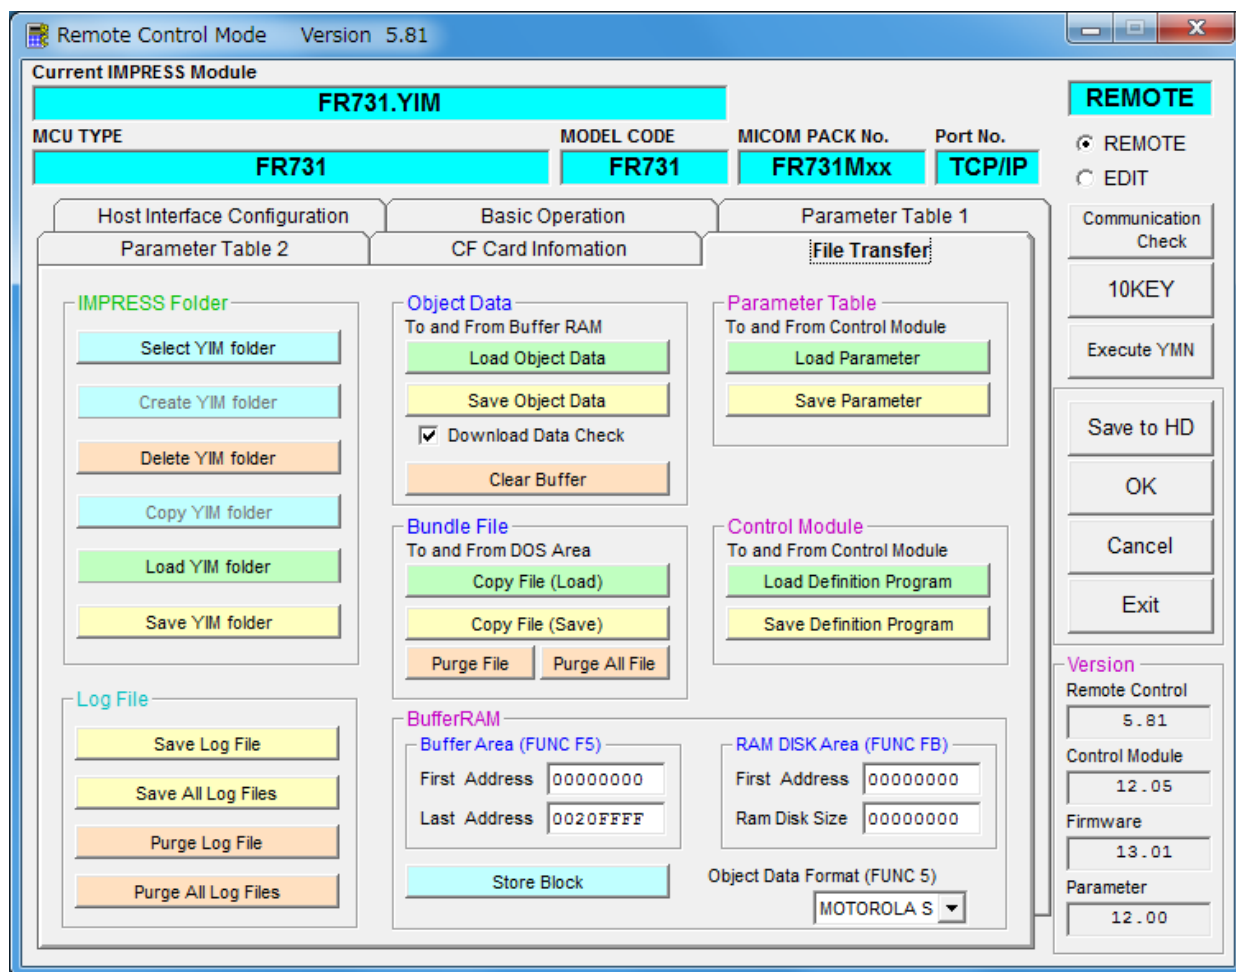 Remote Control Mode Version 5.81
Current IMPRESS Module
FR731.YIM
REMOTE
MCU TYPE
MODEL CODE
MICOM PACK No.
Port No.
FR731
FR731
FR731Mxx
TCP/IP
REMOTE
EDIT
Host Interface Configuration
Basic Operation
Parameter Table 1
Parameter Table 2
CF Card Infomation
File Transfer
Communication
Check
10KEY
Execute YMN
Save to HD
OK
Cancel
Exit
IMPRESS Folder
Select YIM folder
Create YIM folder
Delete YIM folder
Copy YIM folder
Load YIM folder
Save YIM folder
Object Data
To and From Buffer RAM
Load Object Data
Save Object Data
Download Data Check
Clear Buffer
Parameter Table
To and From Control Module
Load Parameter
Save Parameter
Bundle File
To and From DOS Area
Copy File (Load)
Copy File (Save)
Purge File
Purge All File
Control Module
To and From Control Module
Load Definition Program
Save Definition Program
Log File
Save Log File
Save All Log Files
Purge Log File
Purge All Log Files
BufferRAM
Buffer Area (FUNC F5)
First Address 00000000
Last Address 0020FFFF
RAM DISK Area (FUNC FB)
First Address 00000000
Ram Disk Size 00000000
Store Block
Object Data Format (FUNC 5)
MOTOROLA S
Version
Remote Control
5.81
Control Module
12.05
Firmware
13.01
Parameter
12.00